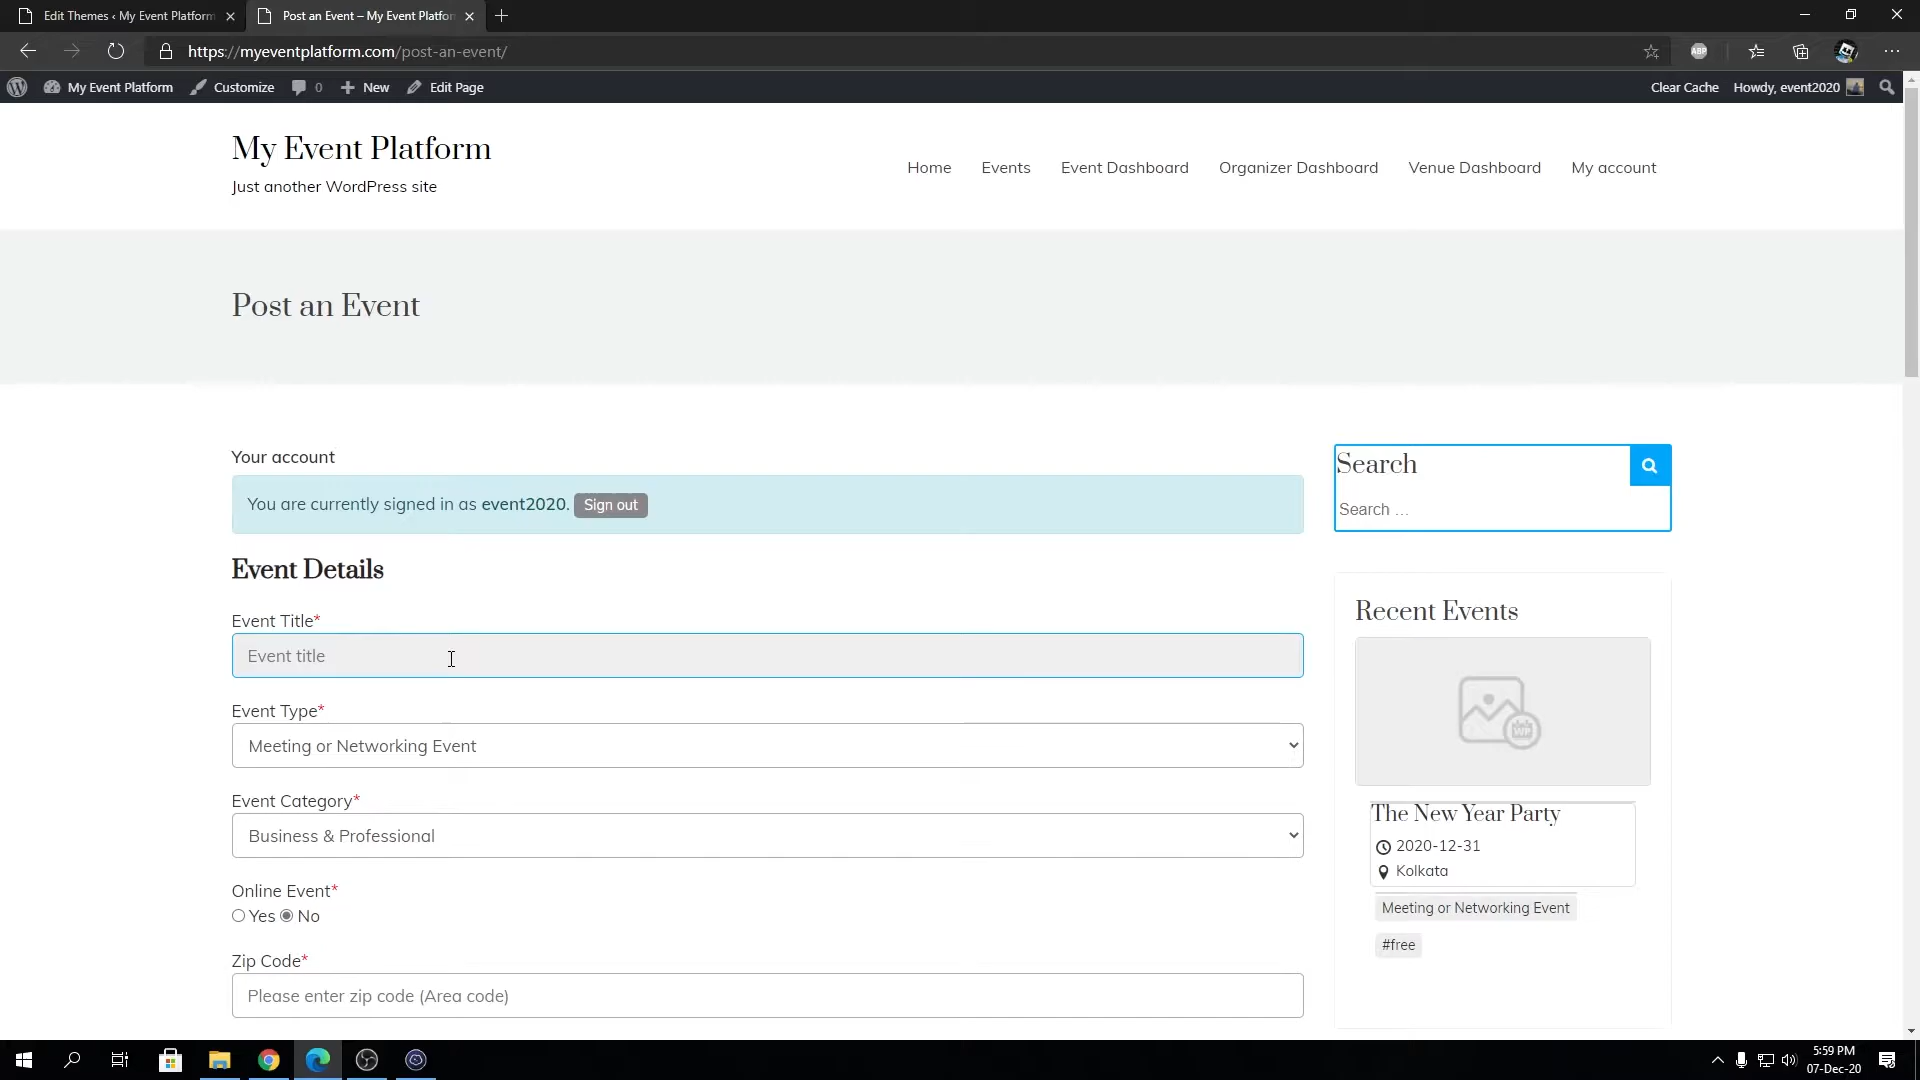 Edit Themes ‹ My Event Platform
Post an Event – My Event Platfor
https://myeventplatform.com/post-an-event/
ABP
My Event Platform
Customize
0
New
Edit Page
Clear Cache
Howdy, event2020
My Event Platform
Just another WordPress site
Home
Events
Event Dashboard
Organizer Dashboard
Venue Dashboard
My account
Post an Event
Your account
You are currently signed in as event2020. Sign out
Event Details
Event Title*
Event title
Event Type*
Meeting or Networking Event
Event Category*
Business & Professional
Online Event*
Yes No
Zip Code*
Please enter zip code (Area code)
Search
Search …
Recent Events
WP
The New Year Party
2020-12-31
Kolkata
Meeting or Networking Event
#free
5:59 PM
07-Dec-20